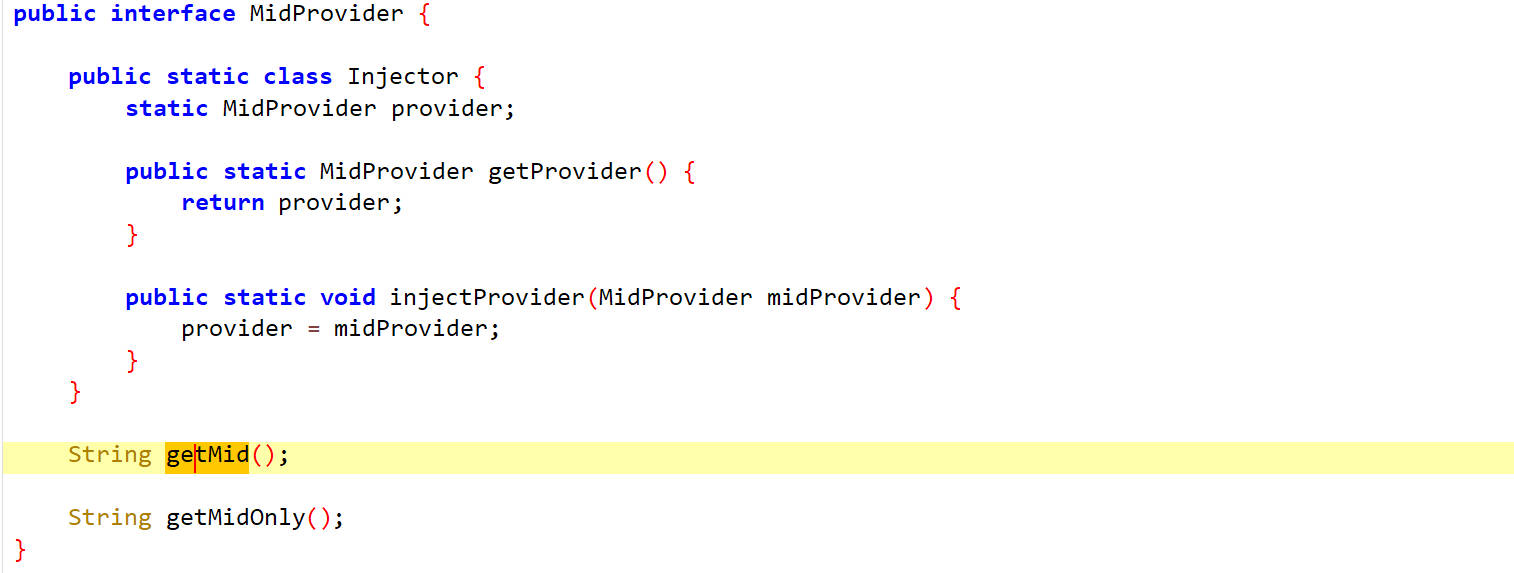 public interface MidProvider {
public static class Injector {
static MidProvider provider;
public static MidProvider getProvider() {
return provider;
}
public static void injectProvider(MidProvider midProvider) {
provider = midProvider;
}
}
String getMid();
String getMidOnly();
}